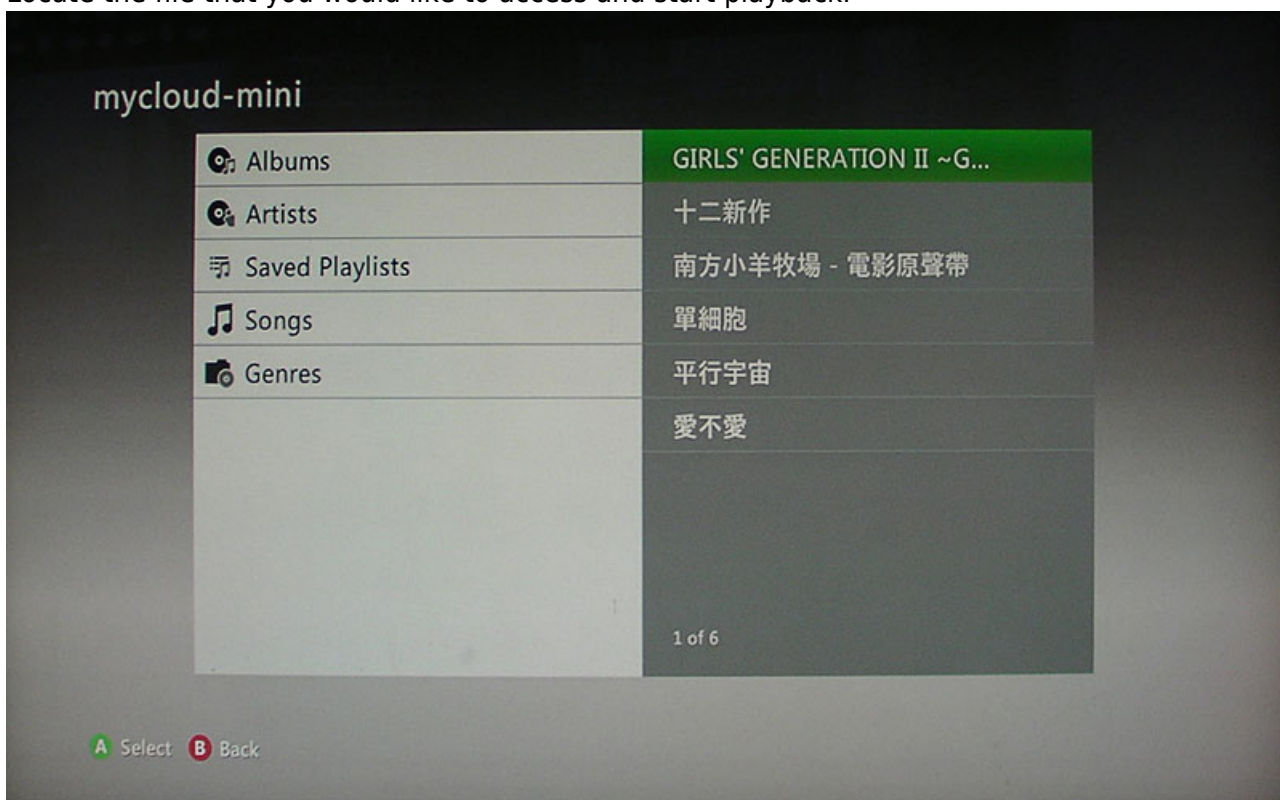 Locate the file that you would like to access and start playback.
mycloud-mini
Albums
Artists
Saved Playlists
Songs
Genres
GIRLS' GENERATION II ~G...
十二新作
南方小羊牧場 - 電影原聲帶
單細胞
平行宇宙
愛不愛
1 of 6
A Select B Back